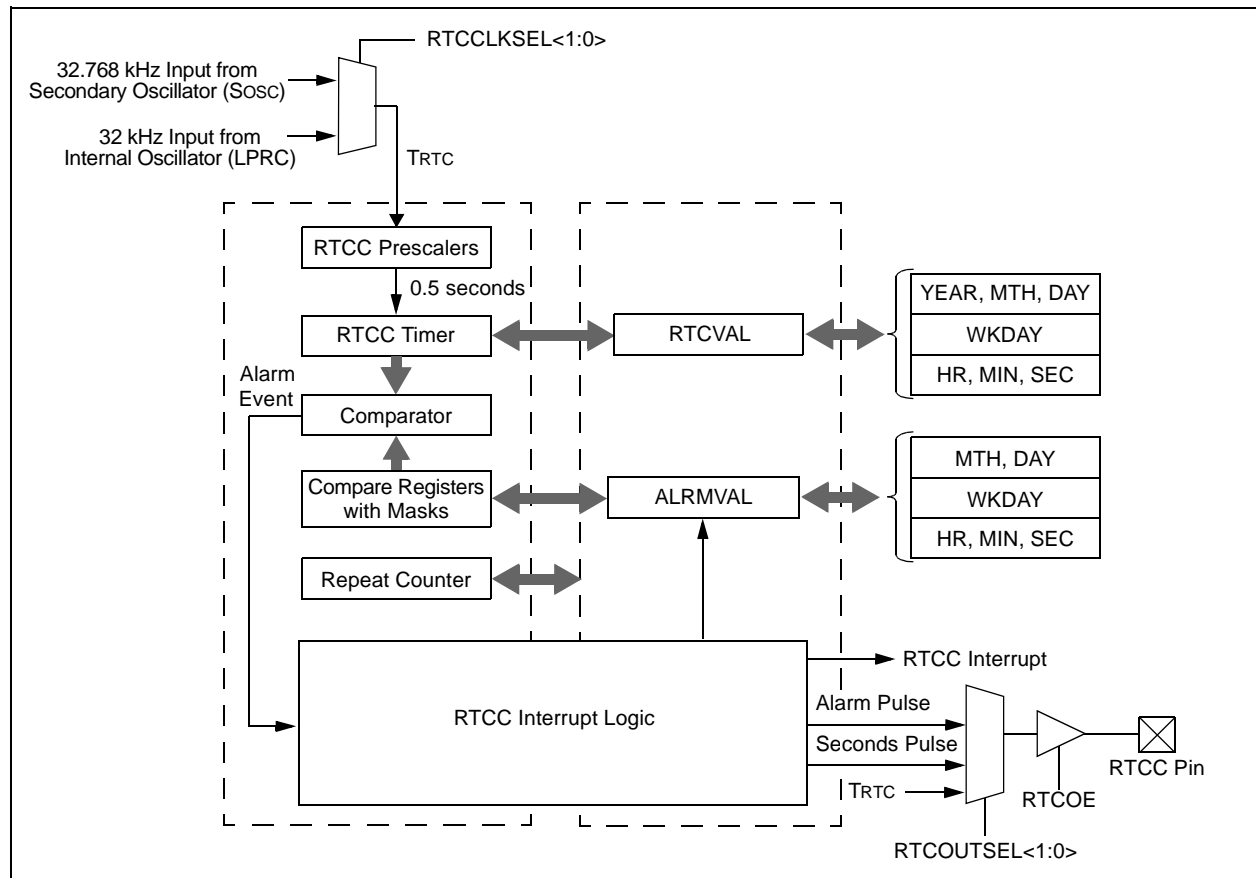 RTCCLKSEL<1:0>
32.768 kHz Input from
Secondary Oscillator (SOSC)
32 kHz Input from
Internal Oscillator (LPRC)
TRTC
RTCC Prescalers
0.5 seconds
YEAR, MTH, DAY
RTCC Timer
RTCVAL
WKDAY
HR, MIN, SEC
Alarm
Event
Comparator
MTH, DAY
Compare Registers
with Masks
ALRMVAL
WKDAY
HR, MIN, SEC
Repeat Counter
RTCC Interrupt
RTCC Interrupt Logic
Alarm Pulse
Seconds Pulse
TRTC
RTCC Pin
RTCOE
RTCOUTSEL<1:0>